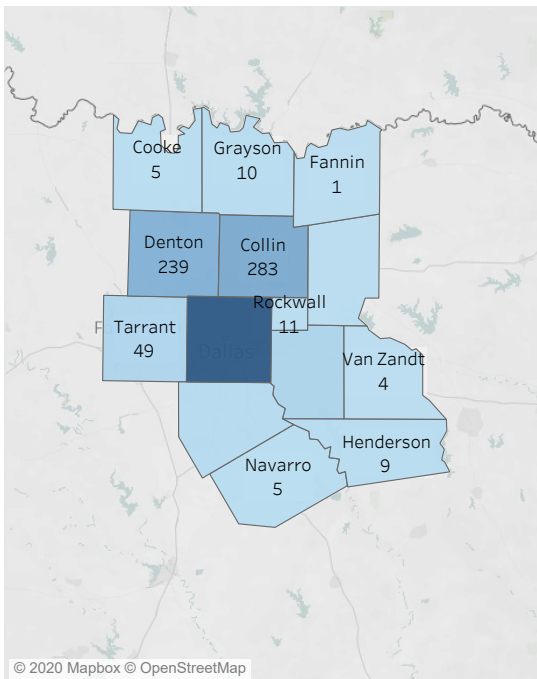 Cooke
5
Grayson
10
Fannin
1
Denton
239
Collin
283
Rockwall
11
Tarrant
49
Dallas
Van Zandt
4
Henderson
9
Navarro
5
© 2020 Mapbox © OpenStreetMap